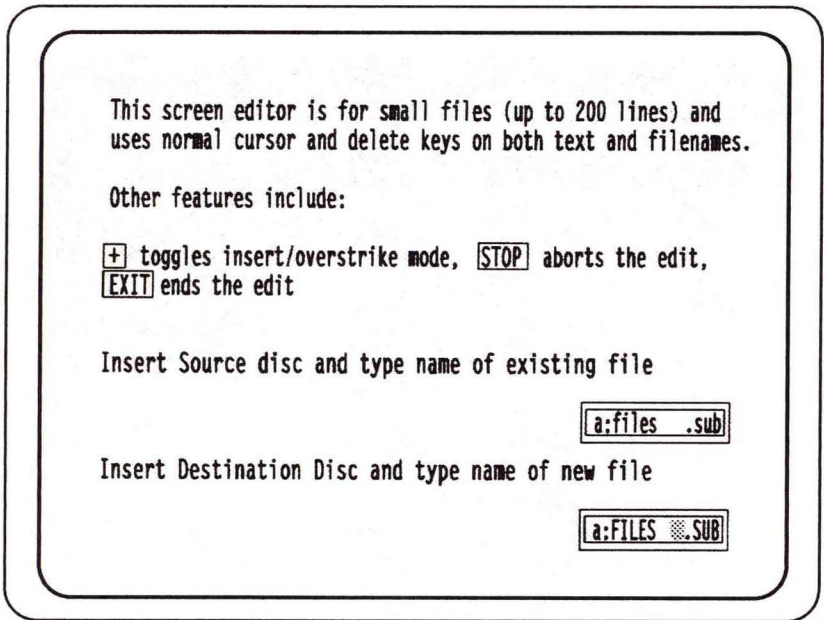 This screen editor is for small files (up to 200 lines) and
uses normal cursor and delete keys on both text and filenames.
Other features include:
[+] toggles insert/overstrike mode, [STOP] aborts the edit,
[EXIT] ends the edit
Insert Source disc and type name of existing file
a:files .sub
Insert Destination Disc and type name of new file
a:FILES .SUB